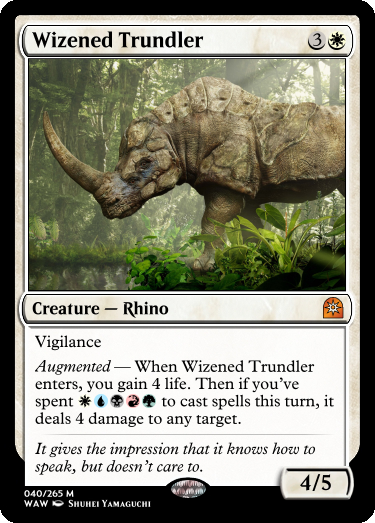 Wizened Trundler 3
Creature — Rhino
Vigilance
Augmented — When Wizened Trundler
enters, you gain 4 life. Then if you've
spent to cast spells this turn, it
deals 4 damage to any target.
It gives the impression that it knows how to
speak, but doesn't care to.
4/5
040/265 M
WAW Shuhei Yamaguchi